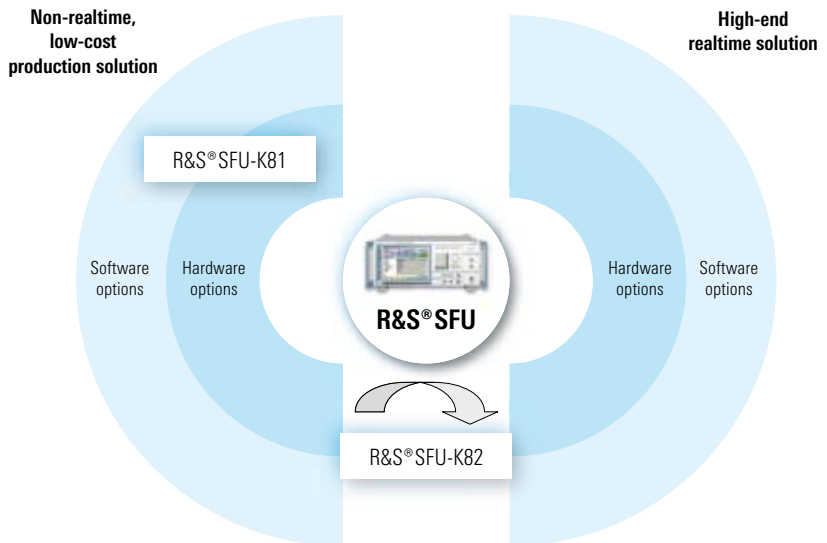 Non-realtime,
low-cost
production solution
High-end
realtime solution
R&S®SFU-K81
Software
options
Hardware
options
R&S®SFU
Hardware
options
Software
options
R&S®SFU-K82